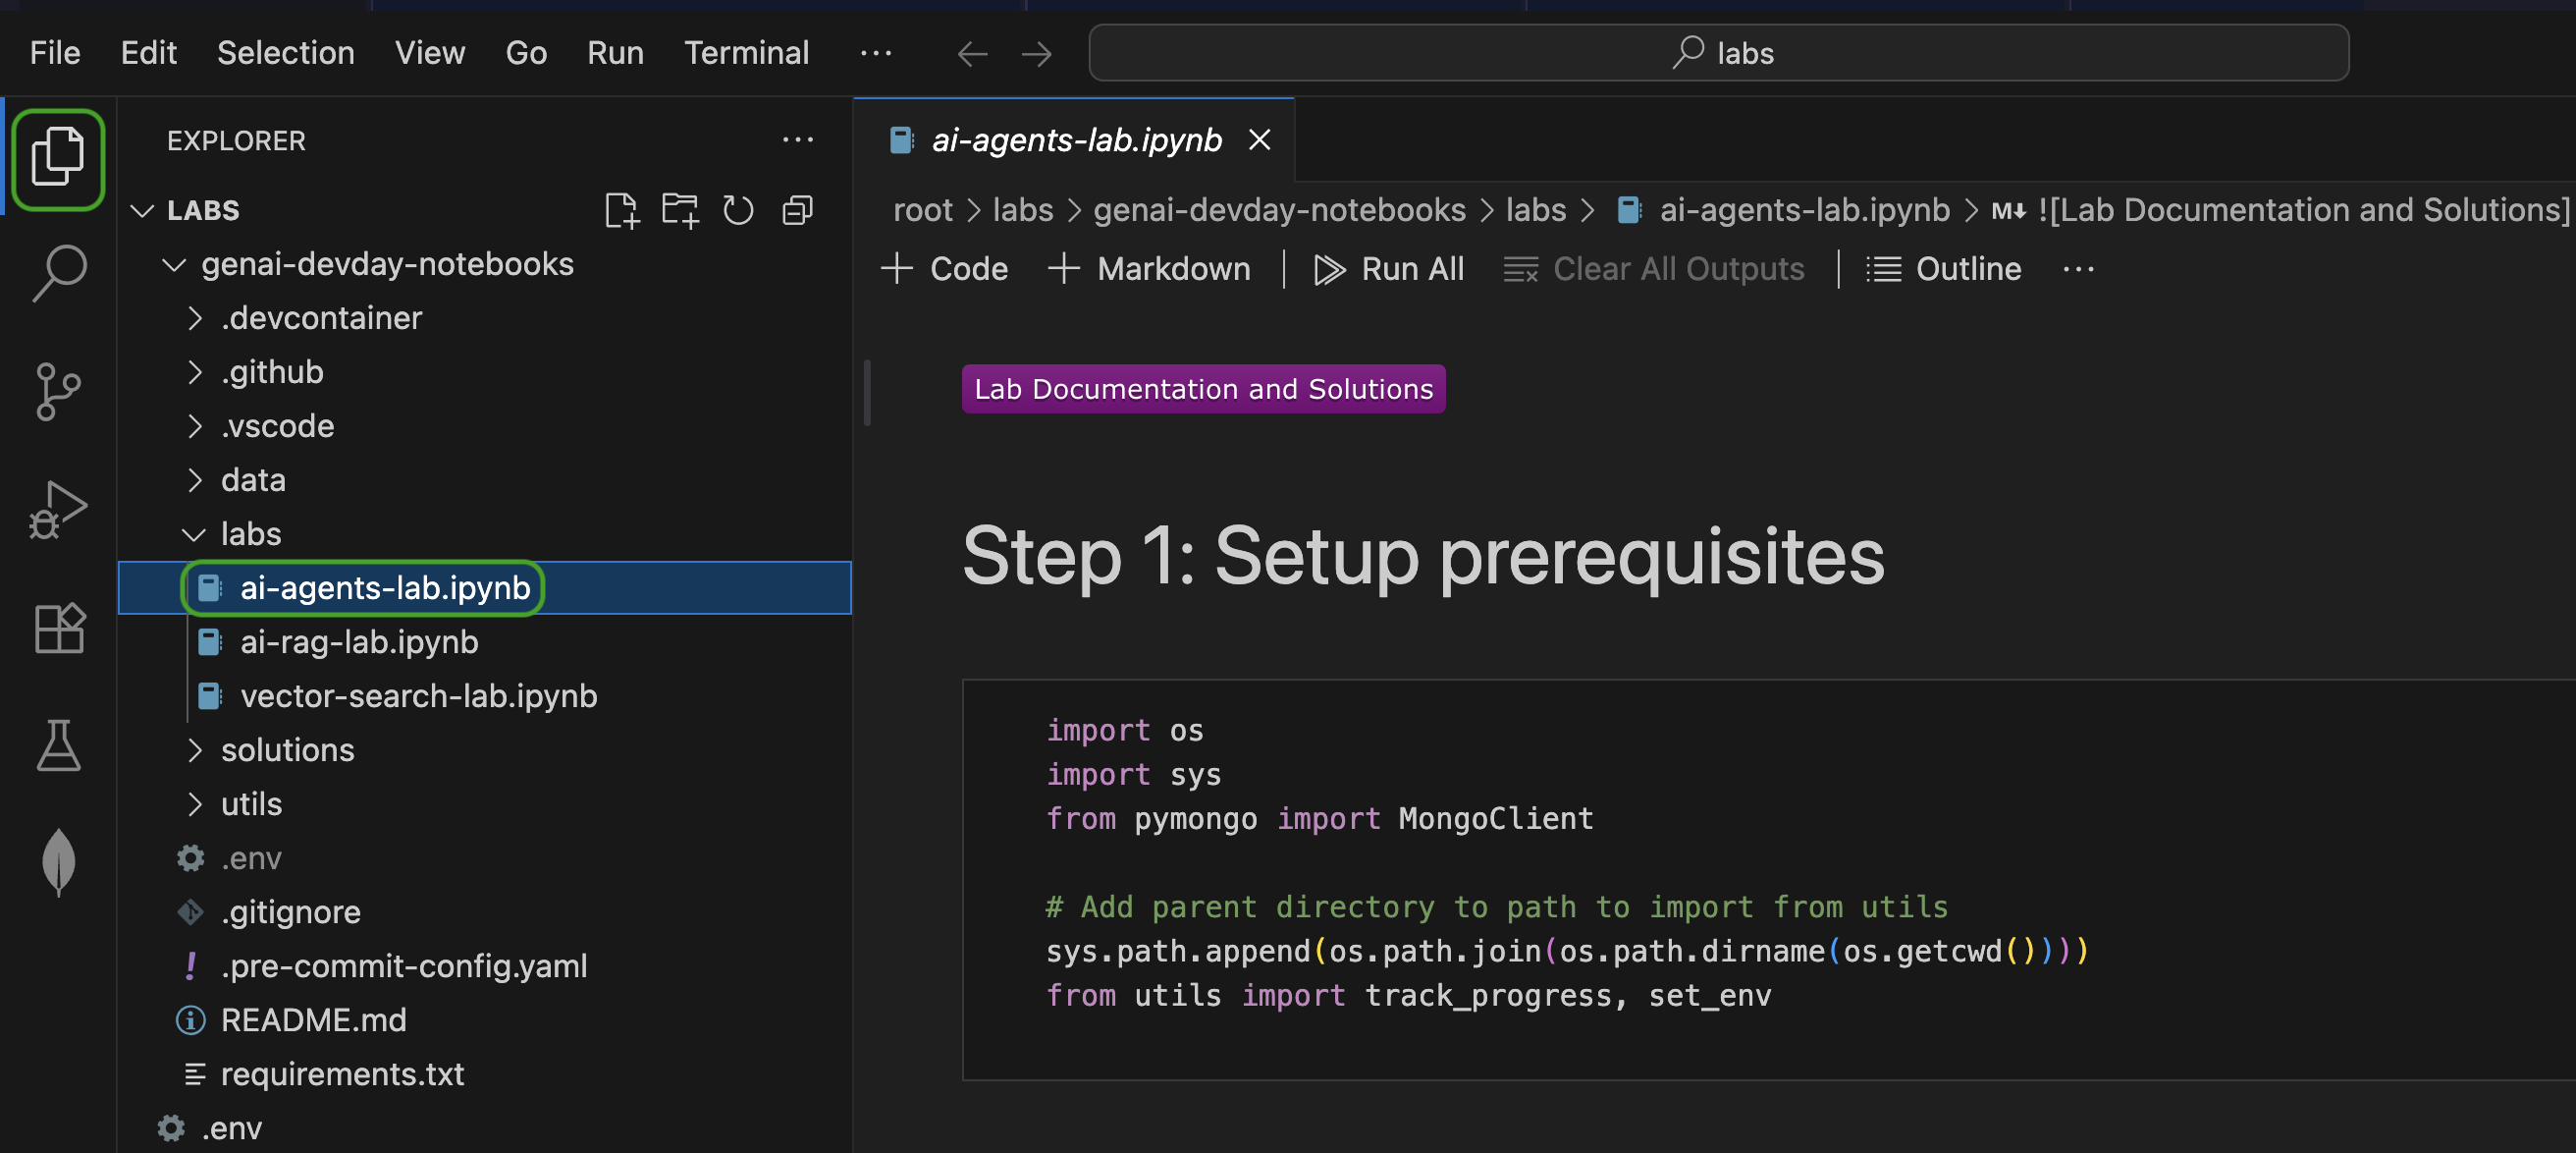 File Edit Selection View Go Run Terminal ···
labs
EXPLORER ···
LABS
genai-devday-notebooks
.devcontainer
.github
.vscode
data
labs
ai-agents-lab.ipynb
ai-rag-lab.ipynb
vector-search-lab.ipynb
solutions
utils
.env
.gitignore
! .pre-commit-config.yaml
README.md
requirements.txt
.env
ai-agents-lab.ipynb
root > labs > genai-devday-notebooks > labs > ai-agents-lab.ipynb > M↓ ![Lab Documentation and Solutions]
+ Code + Markdown | Run All Clear All Outputs | Outline ···
Lab Documentation and Solutions
Step 1: Setup prerequisites
import os
import sys
from pymongo import MongoClient
# Add parent directory to path to import from utils
sys.path.append(os.path.join(os.path.dirname(os.getcwd())))
from utils import track_progress, set_env